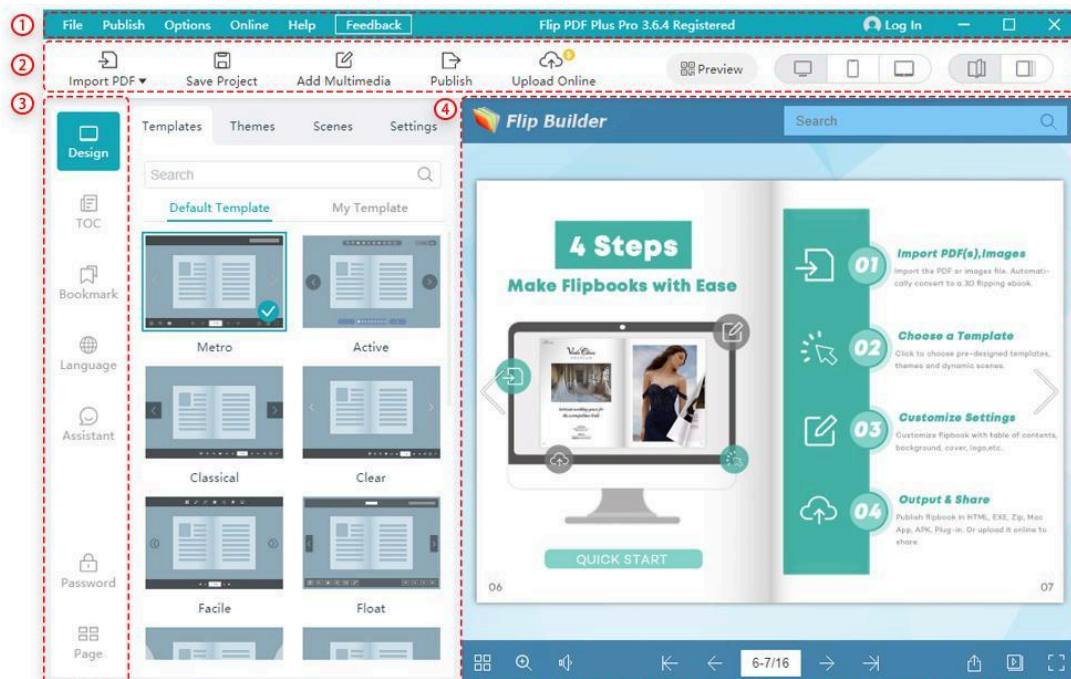 ① File Publish Options Online Help Feedback Flip PDF Plus Pro 3.6.4 Registered Log In
② Import PDF Save Project Add Multimedia Publish Upload Online Preview
③
④
Design
TOC
Bookmark
Language
Assistant
Password
Page
Templates Themes Scenes Settings
Search
Default Template My Template
Metro Active
Classical Clear
Facile Float
Flip Builder Search
4 Steps
Make Flipbooks with Ease
QUICK START
06
01 Import PDF(s),Images
Import the PDF or images file. Automati-
cally convert to a 3D flipping ebook.
02 Choose a Template
Click to choose pre-designed templates,
themes and dynamic scenes.
03 Customize Settings
Customize flipbook with table of contents,
background, cover, logo,etc..
04 Output & Share
Publish flipbook in HTML, EXE, Zip, Mac
App, APK, Plug-in. Or upload it online to
share.
07
6-7/16